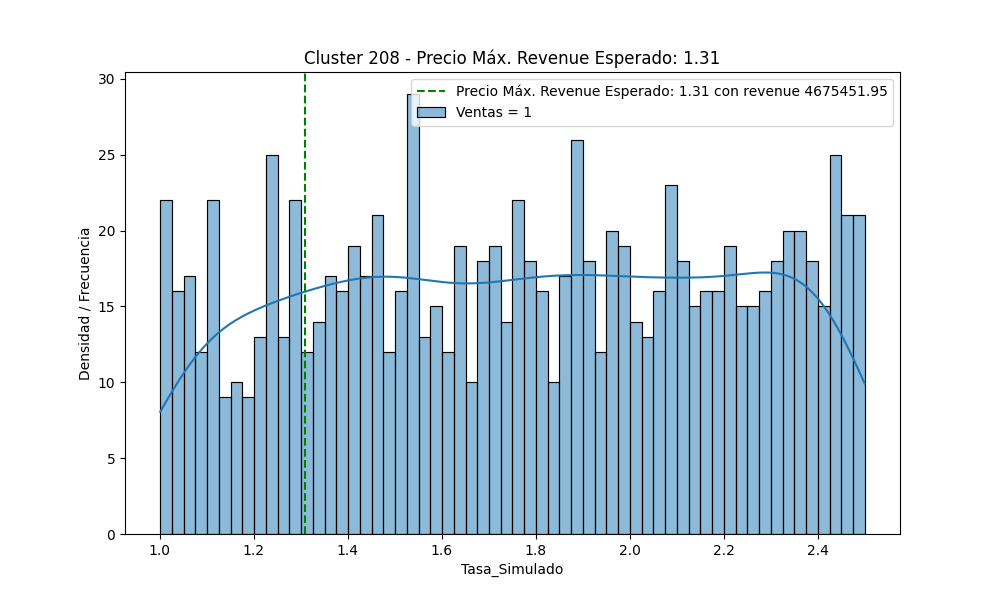 Cluster 208 - Precio Máx. Revenue Esperado: 1.31
Precio Máx. Revenue Esperado: 1.31 con revenue 4675451.95
Ventas = 1
Densidad / Frecuencia
30
25
20
15
10
5
0
1.0 1.2 1.4 1.6 1.8 2.0 2.2 2.4
Tasa_Simulado